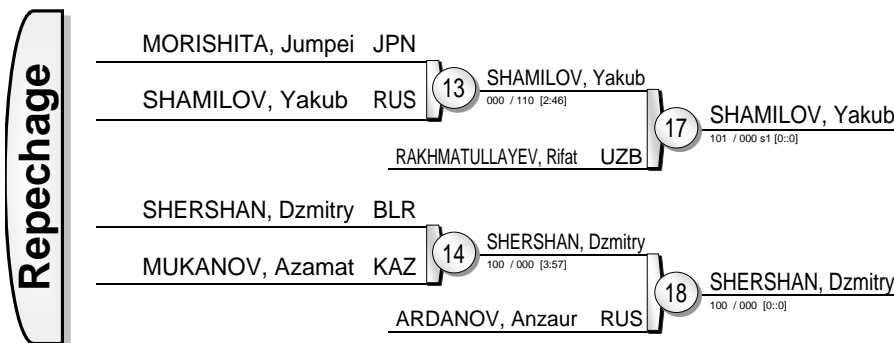 Repechage
MORISHITA, Jumpei JPN
SHAMILOV, Yakub RUS
13
SHAMILOV, Yakub
000 / 110 [2:46]
RAKHMATULLAYEV, Rifat UZB
17
SHAMILOV, Yakub
101 / 000 s1 [0::0]
SHERSHAN, Dzmitry BLR
MUKANOV, Azamat KAZ
14
SHERSHAN, Dzmitry
100 / 000 [3:57]
ARDANOV, Anzaur RUS
18
SHERSHAN, Dzmitry
100 / 000 [0::0]